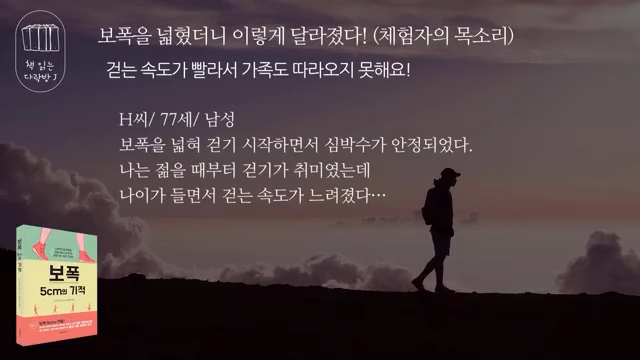 책 읽는
다락방 J
보폭을 넓혔더니 이렇게 달라졌다! (체험자의 목소리)
걷는 속도가 빨라서 가족도 따라오지 못해요!
H씨/ 77세/ 남성
보폭을 넓혀 걷기 시작하면서 심박수가 안정되었다.
나는 젊을 때부터 걷기가 취미였는데
나이가 들면서 걷는 속도가 느려졌다…
보폭
5cm의 기적